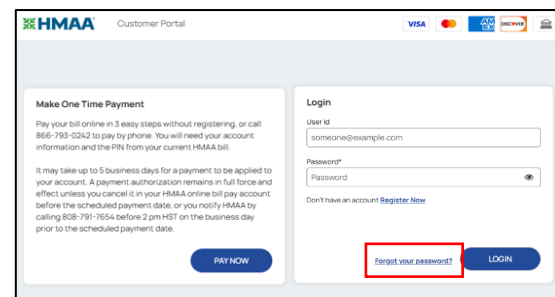 HMAA Customer Portal
VISA AM EX DISCOVER
Make One Time Payment
Pay your bill online in 3 easy steps without registering, or call
866-793-0242 to pay by phone. You will need your account
information and the PIN from your current HMAA bill.
It may take up to 5 business days for a payment to be applied to
your account. A payment authorization remains in full force and
effect unless you cancel it in your HMAA online bill pay account
before the scheduled payment date, or you notify HMAA by
calling 808-791-7654 before 2 pm HST on the business day
prior to the scheduled payment date.
PAY NOW
Login
User Id
someone@example.com
Password*
Password
Don't have an account Register Now
Forgot your password? LOGIN